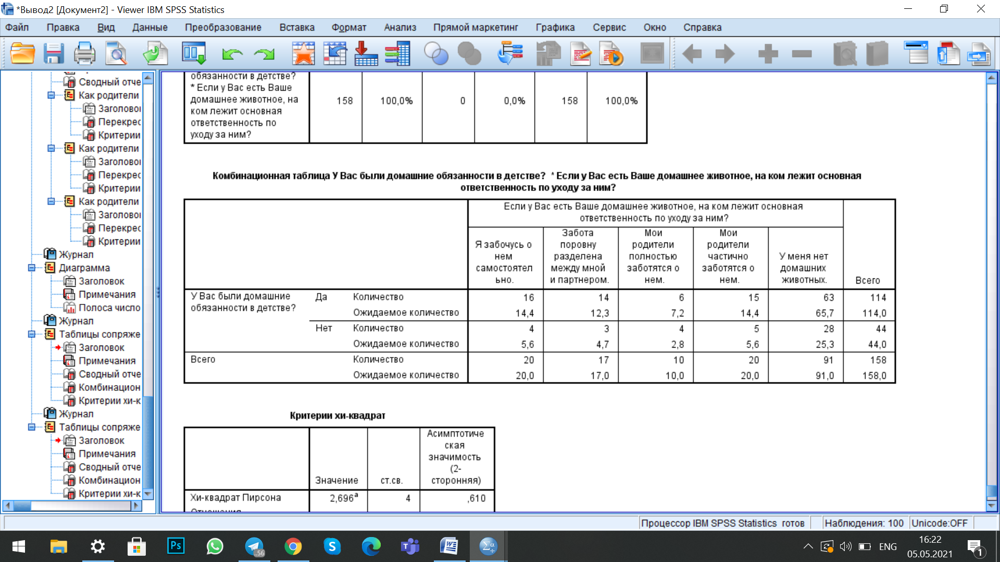 *Вывод2 [Документ2] - Viewer IBM SPSS Statistics
Файл Правка Вид Данные Преобразование Вставка Формат Анализ Прямой маркетинг Графика Сервис Окно Справка
Сводный отче
Как родители
Заголово
Перекрес
Критерии
Как родители
Заголово
Перекрес
Критерии
Как родители
Заголово
Перекрес
Критерии
Журнал
Диаграмма
Заголовок
Примечания
Полоса число
Журнал
Таблицы сопряже
Заголовок
Примечания
Сводный отче
Комбинацион
Критерии хи-к
Журнал
Таблицы сопряже
Заголовок
Примечания
Сводный отче
Комбинацион
Критерии хи-к
обязанности в детстве?
* Если у Вас есть Ваше
домашнее животное, на
ком лежит основная
ответственность по
уходу за ним?
158 100,0% 0 0,0% 158 100,0%
Комбинационная таблица У Вас были домашние обязанности в детстве? * Если у Вас есть Ваше домашнее животное, на ком лежит основная
ответственность по уходу за ним?
Если у Вас есть Ваше домашнее животное, на ком лежит основная
ответственность по уходу за ним?
Я забочусь о
нем
самостоятел
ьно.
Забота
поровну
разделена
между мной
и партнером.
Мои
родители
полностью
заботятся о
нем.
Мои
родители
частично
заботятся о
нем.
У меня нет
домашних
животных.
Всего
У Вас были домашние
обязанности в детстве?
Да Количество 16 14 6 15 63 114
Ожидаемое количество 14,4 12,3 7,2 14,4 65,7 114,0
Нет Количество 4 3 4 5 28 44
Ожидаемое количество 5,6 4,7 2,8 5,6 25,3 44,0
Всего Количество 20 17 10 20 91 158
Ожидаемое количество 20,0 17,0 10,0 20,0 91,0 158,0
Критерии хи-квадрат
Значение
ст.св.
Асимптотиче
ская
значимость
(2-
сторонняя)
Хи-квадрат Пирсона 2,696a 4 ,610
Отношения
Процессор IBM SPSS Statistics готов Наблюдения: 100 Unicode:OFF
Ps
..56
ENG
16:22
05.05.2021
1